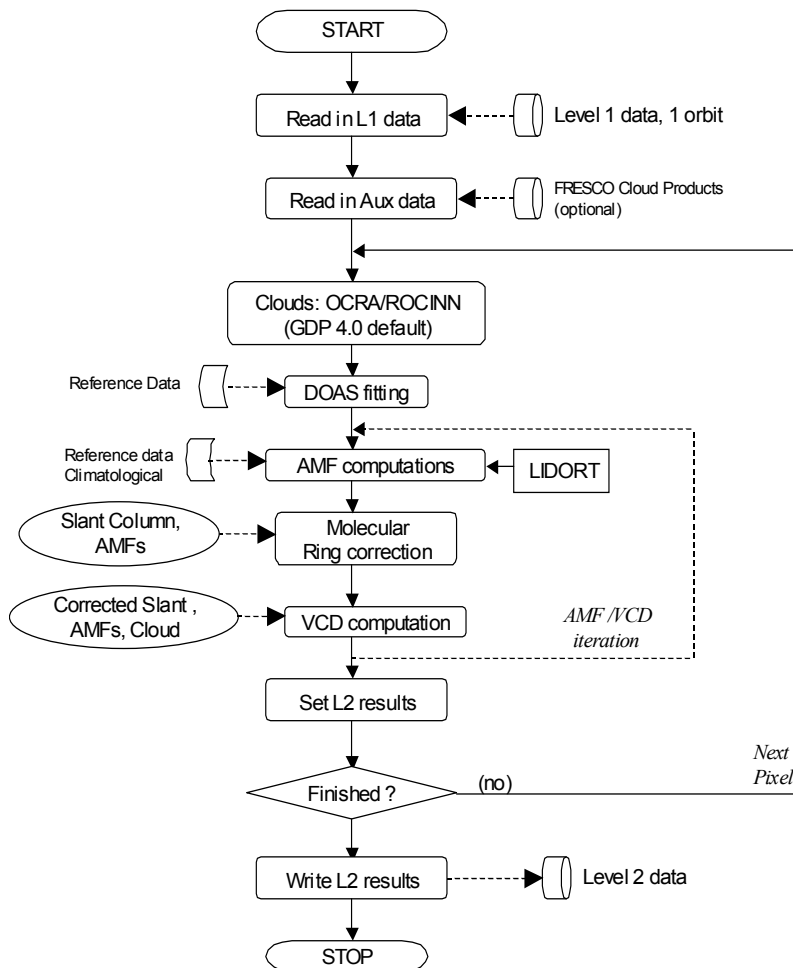 START
Read in L1 data
Level 1 data, 1 orbit
Read in Aux data
FRESCO Cloud Products
(optional)
Clouds: OCRA/ROCINN
(GDP 4.0 default)
Reference Data
DOAS fitting
Reference data
Climatological
AMF computations
LIDORT
Slant Column,
AMFs
Molecular
Ring correction
Corrected Slant ,
AMFs, Cloud
VCD computation
AMF /VCD
iteration
Set L2 results
Finished ?
(no)
Next
Pixel
Write L2 results
Level 2 data
STOP